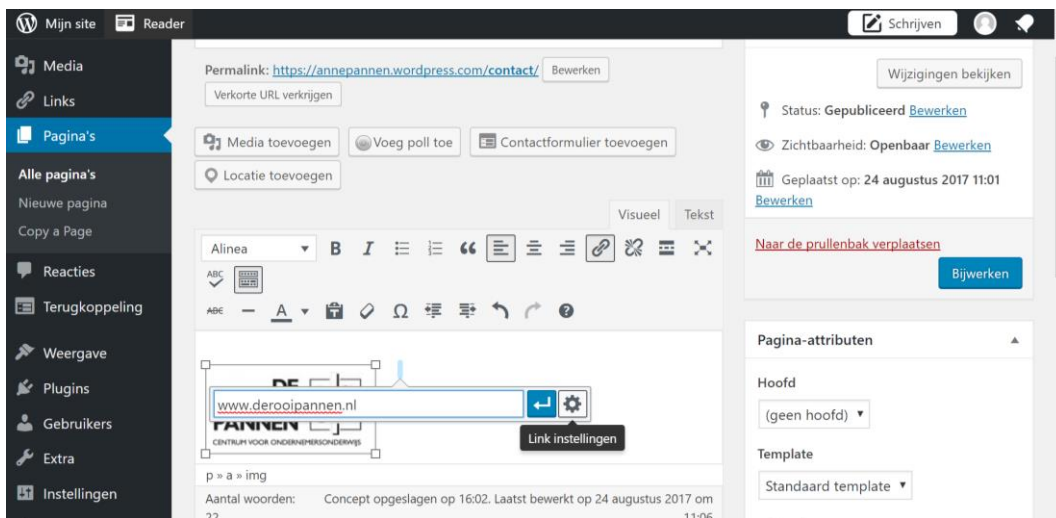 Mijn site Reader Schrijven
Media
Links
Pagina's
Alle pagina's
Nieuwe pagina
Copy a Page
Reacties
Terugkoppeling
Weergave
Plugins
Gebruikers
Extra
Instellingen
Permalink: https://annepannen.wordpress.com/contact/ Bewerken
Verkorte URL verkrijgen
Media toevoegen Voeg poll toe Contactformulier toevoegen
Locatie toevoegen
Visueel Tekst
Alinea B I
ABC
ABC A Ω
DE
www.derooipannen.nl
PANNEN
Link instellingen
CENTRUM VOOR ONDERNEMERSONDERWIJS
p » a » img
Aantal woorden: Concept opgeslagen op 16:02. Laatst bewerkt op 24 augustus 2017 om
22 11:06
Wijzigingen bekijken
Status: Gepubliceerd Bewerken
Zichtbaarheid: Openbaar Bewerken
Geplaatst op: 24 augustus 2017 11:01
Bewerken
Naar de prullenbak verplaatsen
Bijwerken
Pagina-attributen
Hoofd
(geen hoofd)
Template
Standaard template